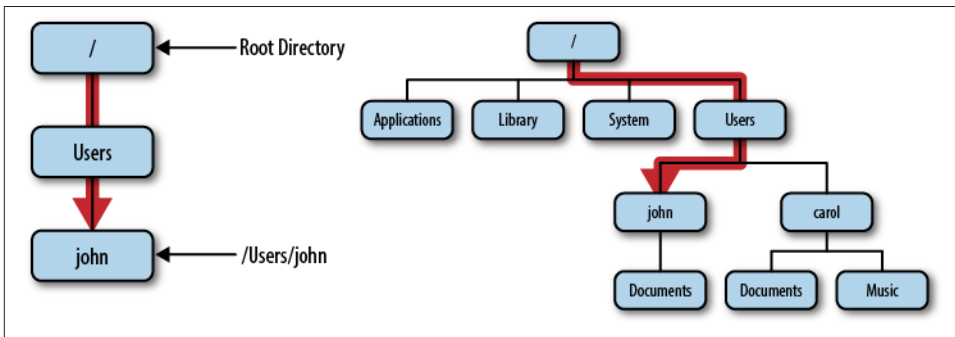 /
Root Directory
Users
john
/Users/john
/
Applications
Library
System
Users
john
carol
Documents
Documents
Music